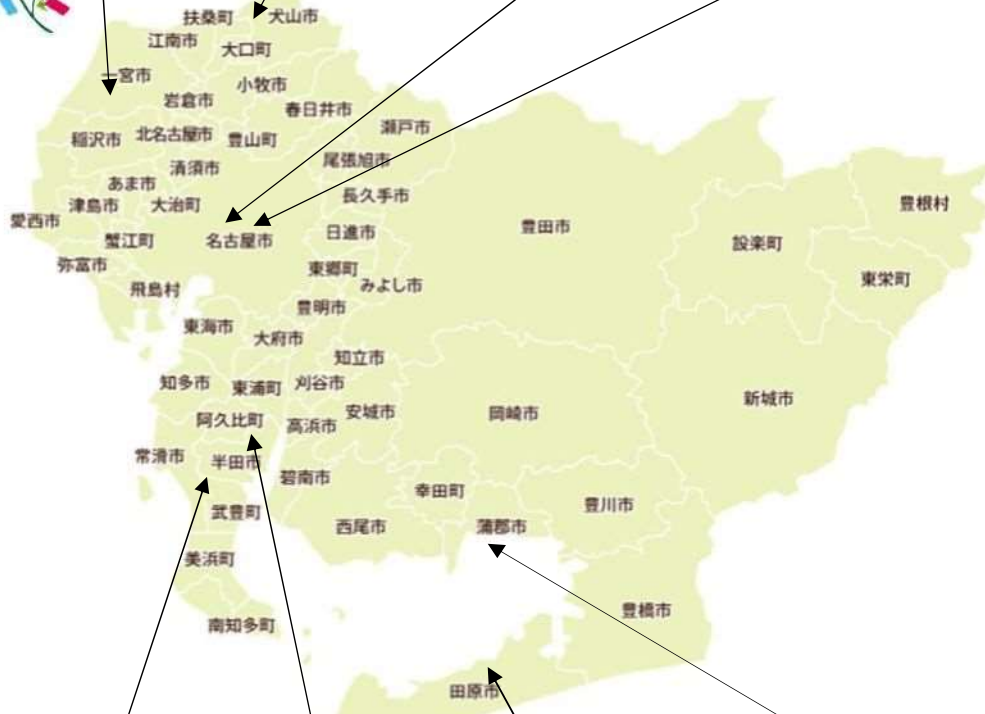 扶桑町
犬山市
江南市
大口町
一宮市
小牧市
岩倉市
春日井市
瀬戸市
稲沢市
北名古屋市
豊山町
尾張旭市
清須市
あま市
長久手市
津島市
大治町
豊根村
愛西市
豊田市
日進市
蟹江町
名古屋市
設楽町
弥富市
東郷町
東栄町
みよし市
飛島村
豊明市
東海市
大府市
知立市
知多市
東浦町
刈谷市
新城市
安城市
岡崎市
阿久比町
高浜市
常滑市
半田市
碧南市
幸田町
豊川市
武豊町
西尾市
蒲郡市
美浜町
豊橋市
南知多町
田原市